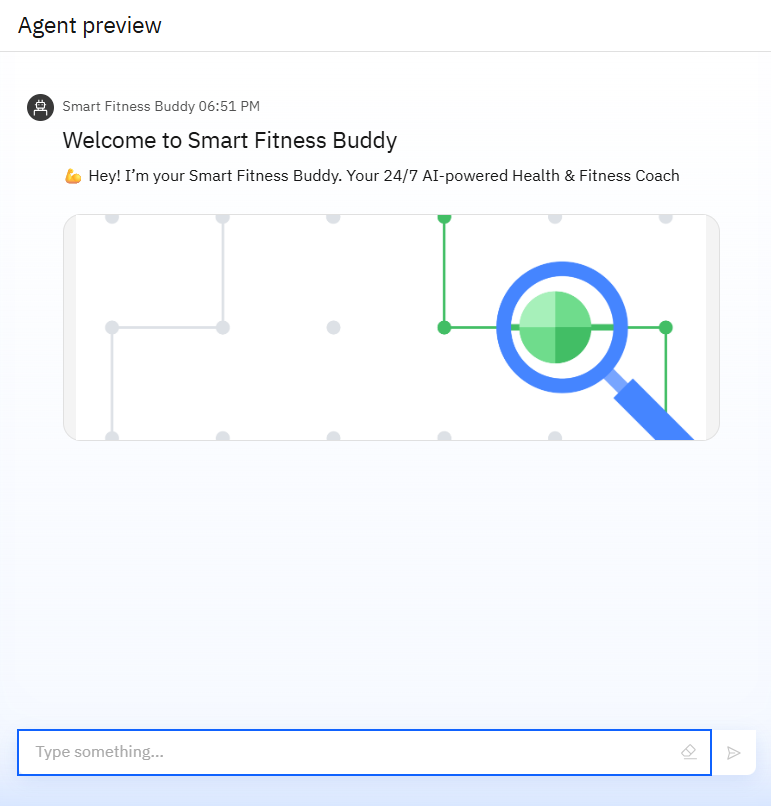 Agent preview
Smart Fitness Buddy 06:51 PM
Welcome to Smart Fitness Buddy
💪 Hey! I’m your Smart Fitness Buddy. Your 24/7 AI-powered Health & Fitness Coach
Type something...